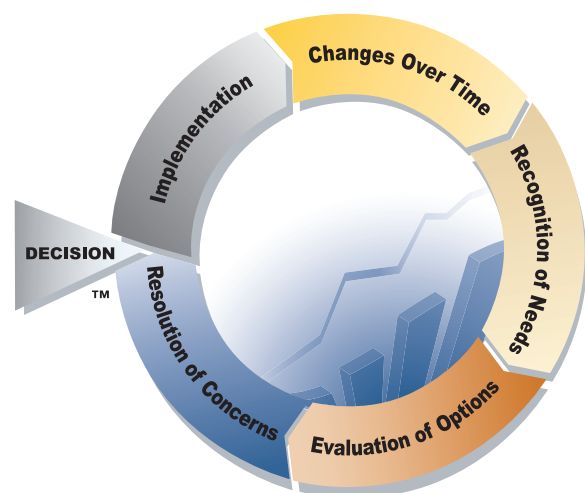 Changes Over Time
Recognition of Needs
Evaluation of Options
Resolution of Concerns
DECISION
™
Implementation